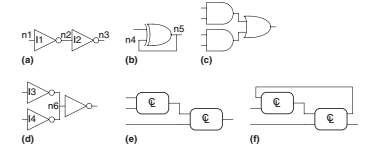 n1 I1 n2 I2 n3
n4 n5
(a) (b) (c)
I3
n6
I4
(d) (e) (f)